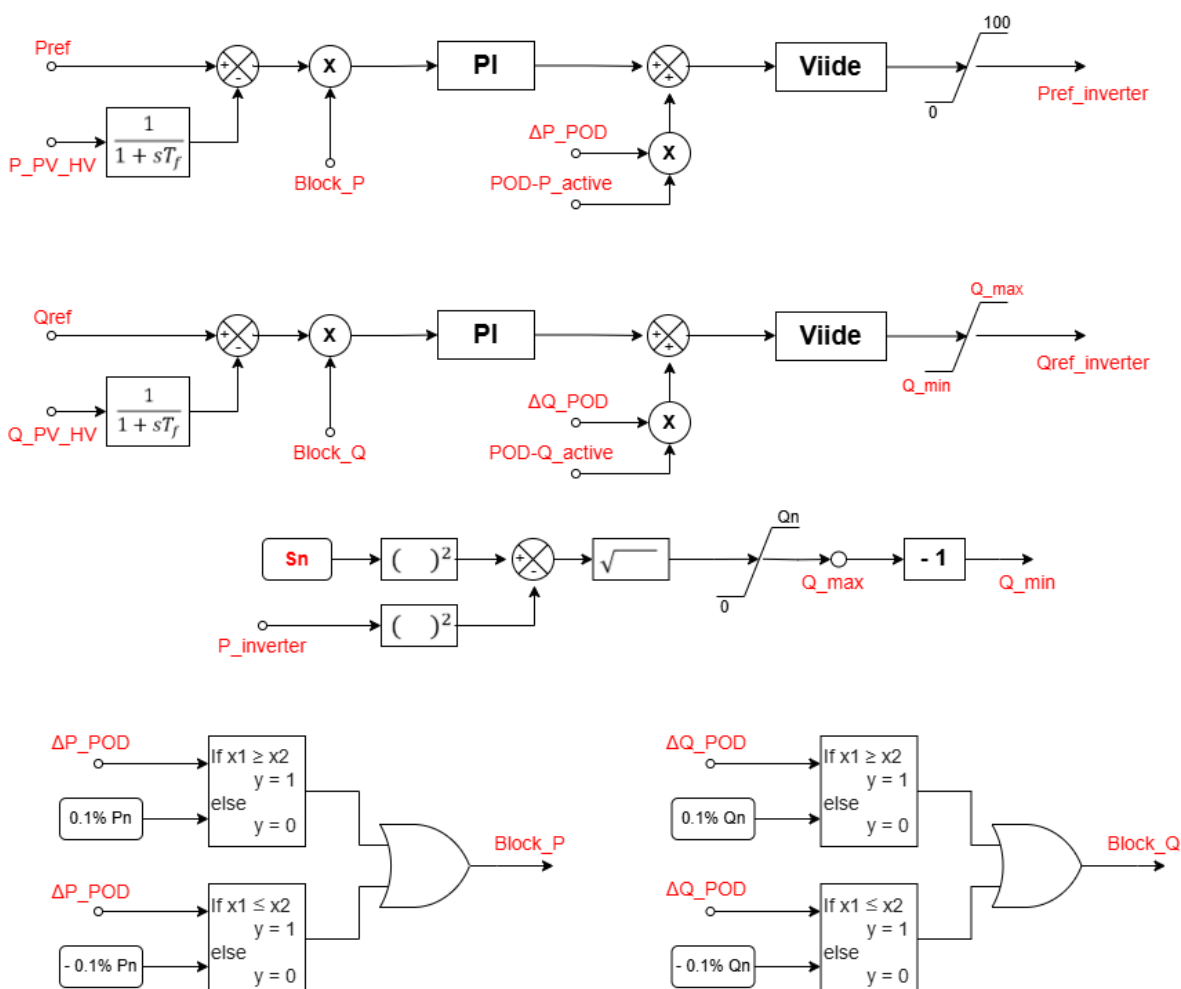 100
Pref
+
-
X
PI
+
+
Viide
0
Pref_inverter
P_PV_HV
1
1 + sT_f
Block_P
ΔP_POD
X
POD-P_active
Q_max
Qref
+
-
X
PI
+
+
Viide
Q_min
Qref_inverter
Q_PV_HV
1
1 + sT_f
Block_Q
ΔQ_POD
X
POD-Q_active
Qn
Sn
( )²
+
-
√
0
Q_max
- 1
Q_min
P_inverter
( )²
ΔP_POD
If x1 ≥ x2
y = 1
else
y = 0
0.1% Pn
Block_P
ΔP_POD
If x1 ≤ x2
y = 1
else
y = 0
- 0.1% Pn
ΔQ_POD
If x1 ≥ x2
y = 1
else
y = 0
0.1% Qn
Block_Q
ΔQ_POD
If x1 ≤ x2
y = 1
else
y = 0
- 0.1% Qn